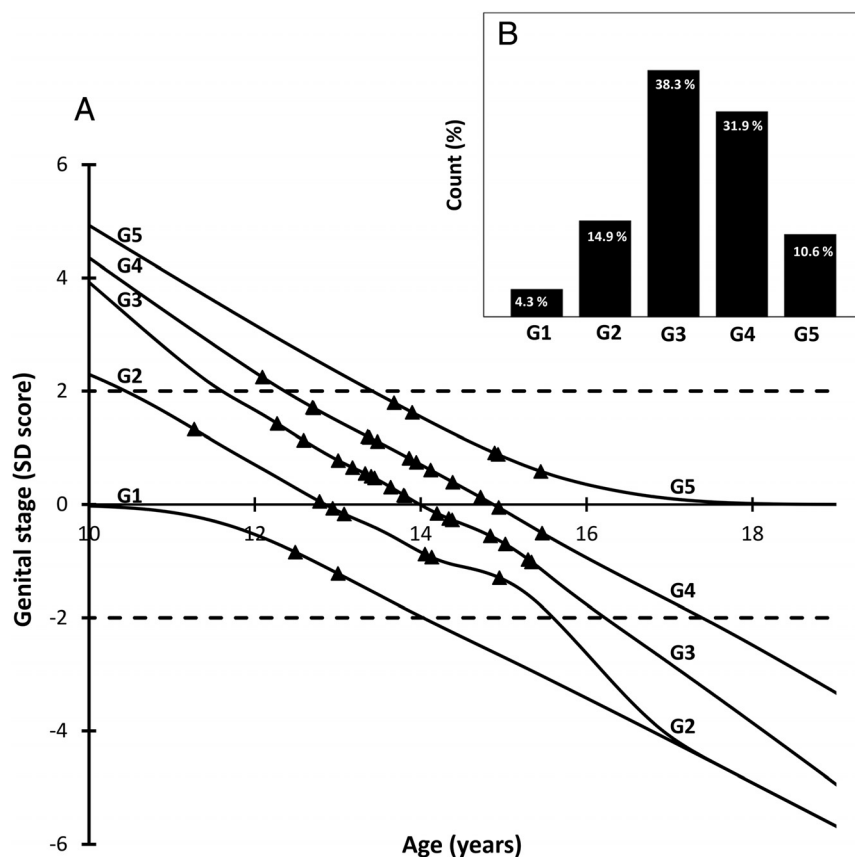 B
38.3 %
31.9 %
14.9 %
10.6 %
4.3 %
Count (%)
G1 G2 G3 G4 G5
A
6
G5
G4
4
G3
G2
2
G1
0
G5
10 12 14 16 18
G4
-2
G3
G2
-4
-6
Genital stage (SD score)
Age (years)